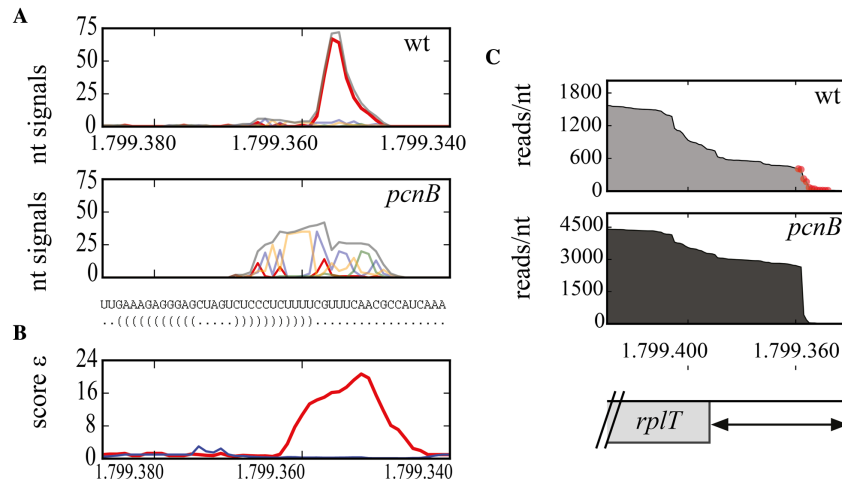 A
75
50
25
0
nt signals
wt
1.799.380
1.799.360
1.799.340
75
50
25
0
nt signals
pcnB
UUGAAAGAGGGAGCUAGUCUCCCUCUUUUCGUUUCAACGCCAUCAAA
..(((((((((((.....)))))))))))..................
B
24
16
8
0
score ε
1.799.380
1.799.360
1.799.340
C
1800
1200
600
0
reads/nt
wt
4500
3000
1500
0
reads/nt
pcnB
1.799.400
1.799.360
rplT